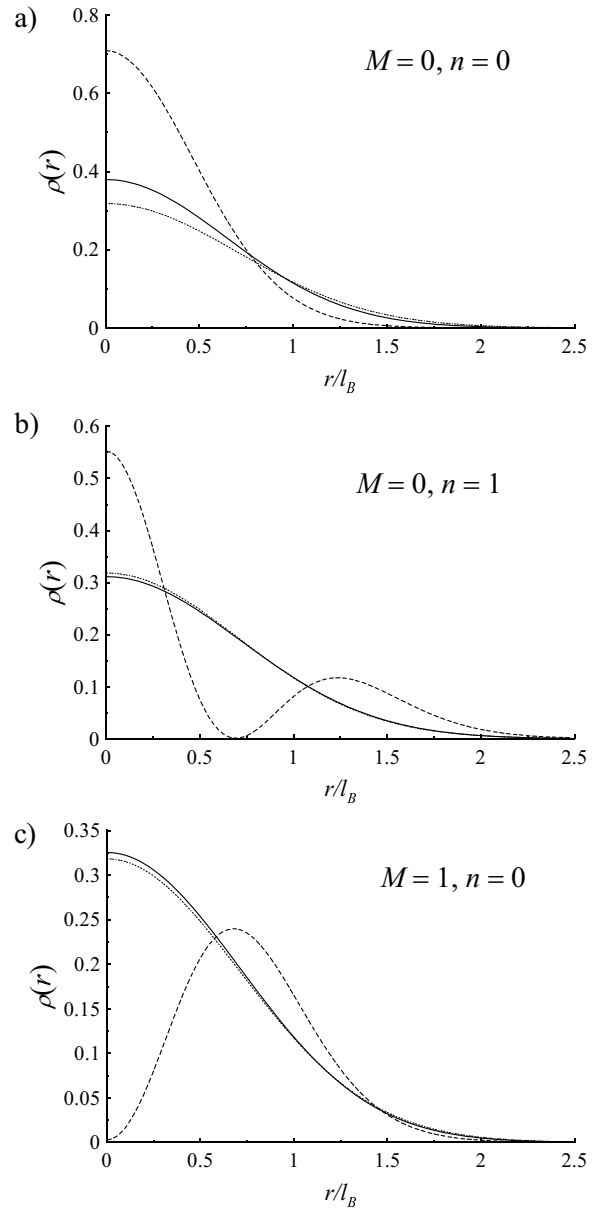 a)
0.8
M = 0, n = 0
0.6
ρ(r)
0.4
0.2
0
0 0.5 1 1.5 2 2.5
r/l_B
b)
0.6
M = 0, n = 1
0.5
0.4
ρ(r)
0.3
0.2
0.1
0
0 0.5 1 1.5 2 2.5
r/l_B
c)
0.35
M = 1, n = 0
0.3
0.25
ρ(r)
0.2
0.15
0.1
0.05
0
0 0.5 1 1.5 2 2.5
r/l_B